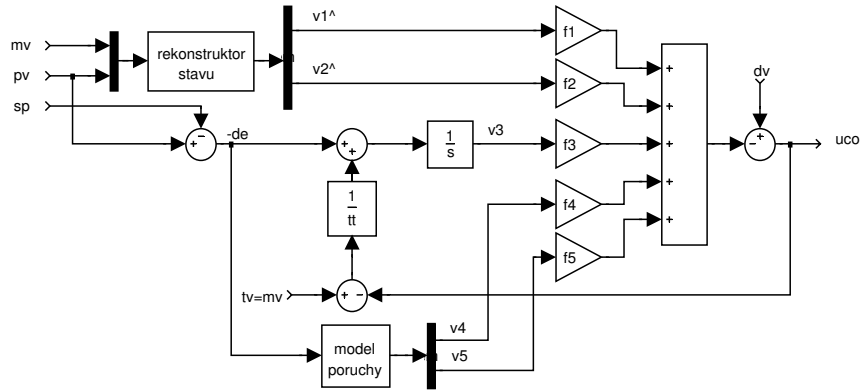 mv
pv
sp
rekonstruktor
stavu
v1^
v2^
f1
f2
f3
f4
f5
+
+
+
+
+
dv
−
+
uco
+
−
-de
+
+
1
s
v3
1
tt
tv=mv
+
−
model
poruchy
v4
v5